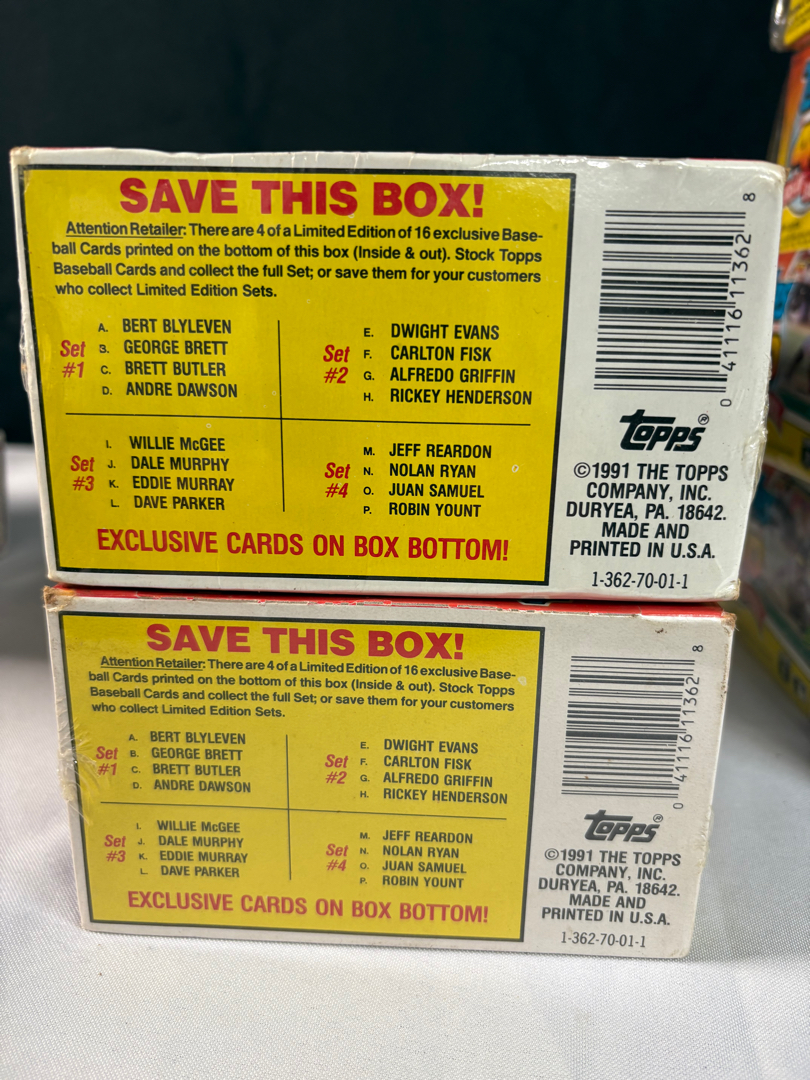 SAVE THIS BOX!
Attention Retailer: There are 4 of a Limited Edition of 16 exclusive Base-
ball Cards printed on the bottom of this box (Inside & out). Stock Topps
Baseball Cards and collect the full Set; or save them for your customers
who collect Limited Edition Sets.
Set #1
A. BERT BLYLEVEN
B. GEORGE BRETT
C. BRETT BUTLER
D. ANDRE DAWSON
Set #2
E. DWIGHT EVANS
F. CARLTON FISK
G. ALFREDO GRIFFIN
H. RICKEY HENDERSON
Set #3
I. WILLIE McGEE
J. DALE MURPHY
K. EDDIE MURRAY
L. DAVE PARKER
Set #4
M. JEFF REARDON
N. NOLAN RYAN
O. JUAN SAMUEL
P. ROBIN YOUNT
EXCLUSIVE CARDS ON BOX BOTTOM!
0 41116 11362 8
Topps®
©1991 THE TOPPS
COMPANY, INC.
DURYEA, PA. 18642.
MADE AND
PRINTED IN U.S.A.
1-362-70-01-1
SAVE THIS BOX!
Attention Retailer: There are 4 of a Limited Edition of 16 exclusive Base-
ball Cards printed on the bottom of this box (Inside & out). Stock Topps
Baseball Cards and collect the full Set; or save them for your customers
who collect Limited Edition Sets.
Set #1
A. BERT BLYLEVEN
B. GEORGE BRETT
C. BRETT BUTLER
D. ANDRE DAWSON
Set #2
E. DWIGHT EVANS
F. CARLTON FISK
G. ALFREDO GRIFFIN
H. RICKEY HENDERSON
Set #3
I. WILLIE McGEE
J. DALE MURPHY
K. EDDIE MURRAY
L. DAVE PARKER
Set #4
M. JEFF REARDON
N. NOLAN RYAN
O. JUAN SAMUEL
P. ROBIN YOUNT
EXCLUSIVE CARDS ON BOX BOTTOM!
0 41116 11362 8
Topps®
©1991 THE TOPPS
COMPANY, INC.
DURYEA, PA. 18642.
MADE AND
PRINTED IN U.S.A.
1-362-70-01-1